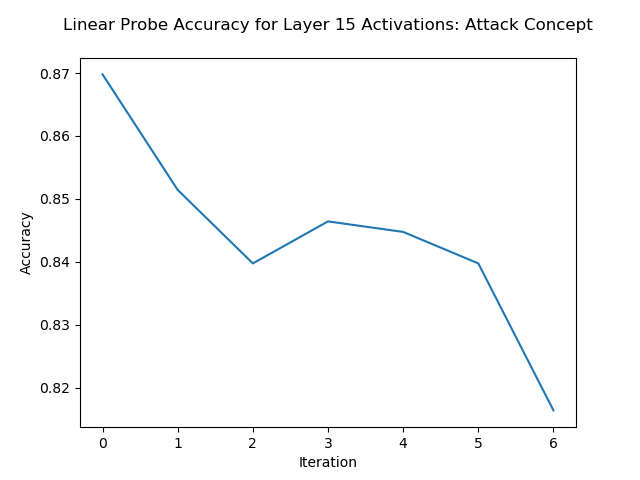 Linear Probe Accuracy for Layer 15 Activations: Attack Concept
0.87
0.86
0.85
0.84
0.83
0.82
Accuracy
0 1 2 3 4 5 6
Iteration